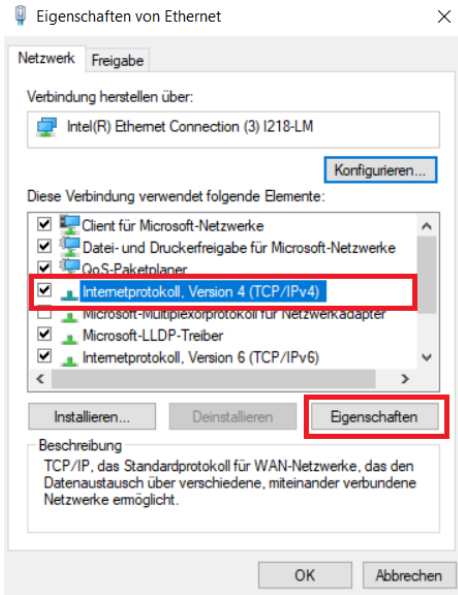 Eigenschaften von Ethernet
Netzwerk Freigabe
Verbindung herstellen über:
Intel(R) Ethernet Connection (3) I218-LM
Konfigurieren...
Diese Verbindung verwendet folgende Elemente:
Client für Microsoft-Netzwerke
Datei- und Druckerfreigabe für Microsoft-Netzwerke
QoS-Paketplaner
Internetprotokoll, Version 4 (TCP/IPv4)
Microsoft-Multiplexorprotokoll für Netzwerkadapter
Microsoft-LLDP-Treiber
Internetprotokoll, Version 6 (TCP/IPv6)
Installieren... Deinstallieren Eigenschaften
Beschreibung
TCP/IP, das Standardprotokoll für WAN-Netzwerke, das den
Datenaustausch über verschiedene, miteinander verbundene
Netzwerke ermöglicht.
OK Abbrechen